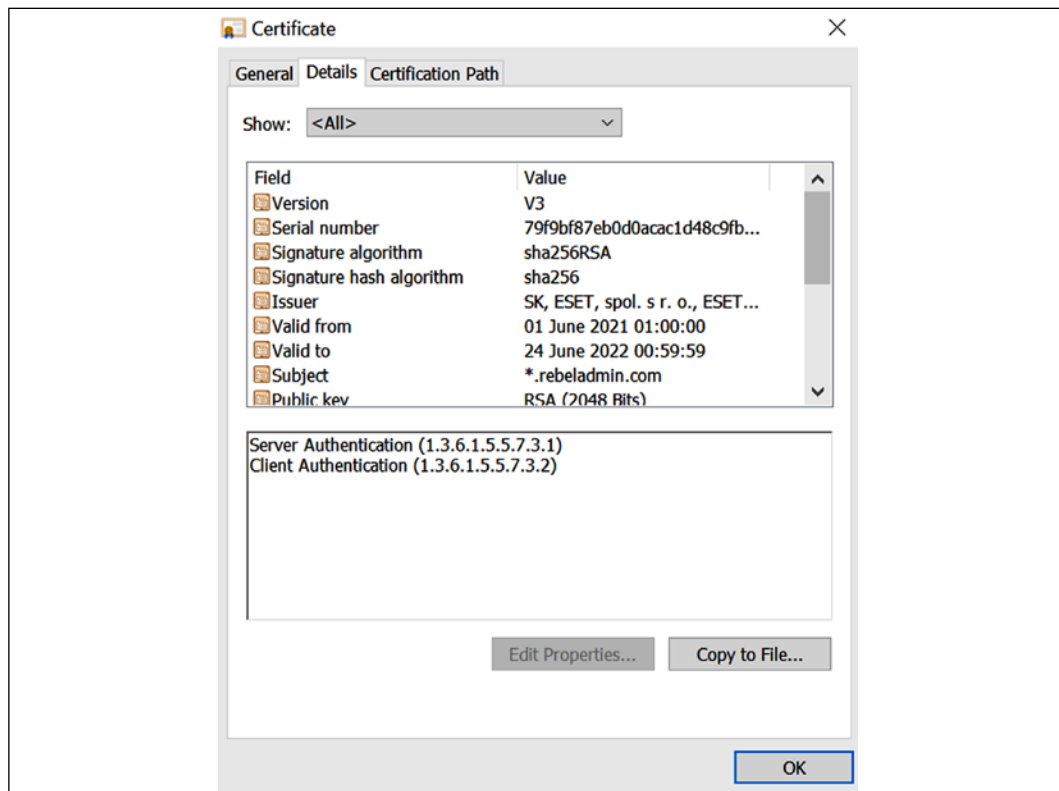 Certificate
General Details Certification Path
Show: <All>
Field Value
Version V3
Serial number 79f9bf87eb0d0acac1d48c9fb...
Signature algorithm sha256RSA
Signature hash algorithm sha256
Issuer SK, ESET, spol. s r. o., ESET...
Valid from 01 June 2021 01:00:00
Valid to 24 June 2022 00:59:59
Subject *.rebeladmin.com
Public key RSA (2048 Bits)
Server Authentication (1.3.6.1.5.5.7.3.1)
Client Authentication (1.3.6.1.5.5.7.3.2)
Edit Properties... Copy to File...
OK